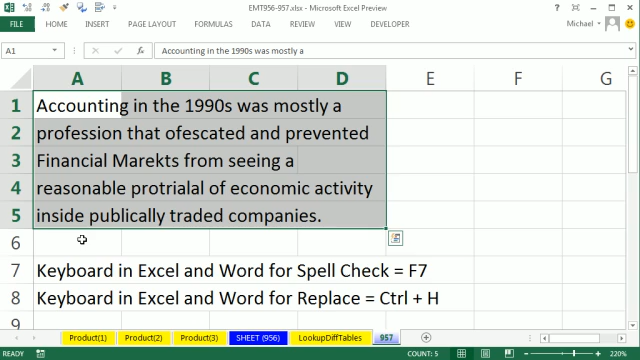 EMT956-957.xlsx - Microsoft Excel Preview
FILE HOME INSERT PAGE LAYOUT FORMULAS DATA REVIEW VIEW DEVELOPER Michael
A1 fx Accounting in the 1990s was mostly a
A B C D E F G
1 Accounting in the 1990s was mostly a
2 profession that ofescated and prevented
3 Financial Marekts from seeing a
4 reasonable protrialal of economic activity
5 inside publically traded companies.
6
7 Keyboard in Excel and Word for Spell Check = F7
8 Keyboard in Excel and Word for Replace = Ctrl + H
9
Product(1) Product(2) Product(3) SHEET (956) LookupDiffTables 957
READY COUNT: 5 220%